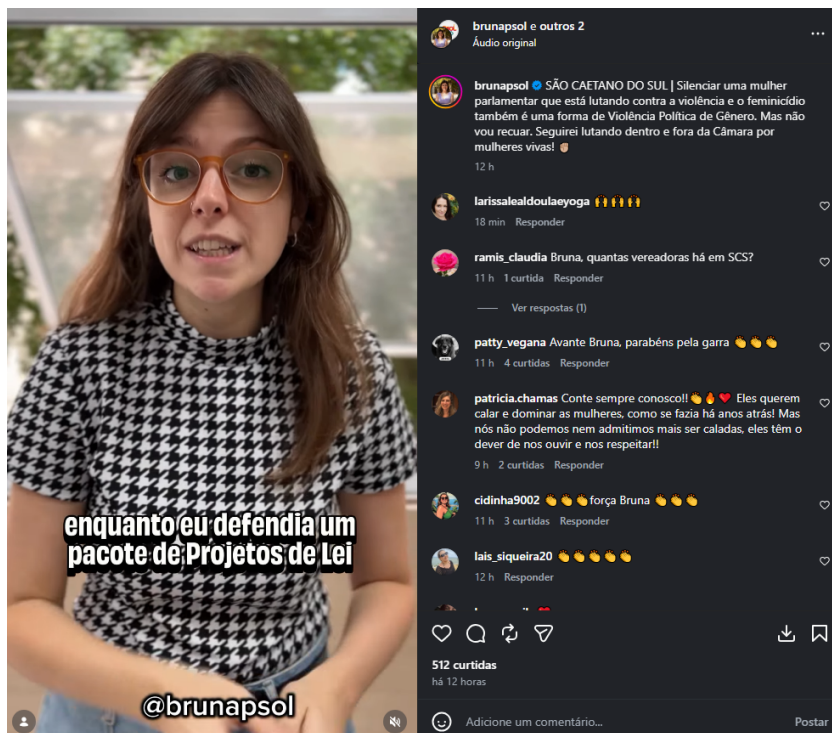 enquanto eu defendia um
pacote de Projetos de Lei
@brunapsol
brunapsol e outros 2
Áudio original
brunapsol SÃO CAETANO DO SUL | Silenciar uma mulher
parlamentar que está lutando contra a violência e o feminicídio
também é uma forma de Violência Política de Gênero. Mas não
vou recuar. Seguirei lutando dentro e fora da Câmara por
mulheres vivas! ✊🏼
12 h
larissalealdoulaeyoga 🙌🙌🙌
18 min Responder
ramis_claudia Bruna, quantas vereadoras há em SCS?
11 h 1 curtida Responder
Ver respostas (1)
patty_vegana Avante Bruna, parabéns pela garra 👏👏👏
11 h 4 curtidas Responder
patricia.chamas Conte sempre conosco!!👏🔥❤️ Eles querem
calar e dominar as mulheres, como se fazia há anos atrás! Mas
nós não podemos nem admitimos mais ser caladas, eles têm o
dever de nos ouvir e nos respeitar!!
9 h 2 curtidas Responder
cidinha9002 👏👏👏força Bruna 👏👏👏
11 h 3 curtidas Responder
lais_siqueira20 👏👏👏👏👏
12 h Responder
512 curtidas
há 12 horas
Adicione um comentário...
Postar